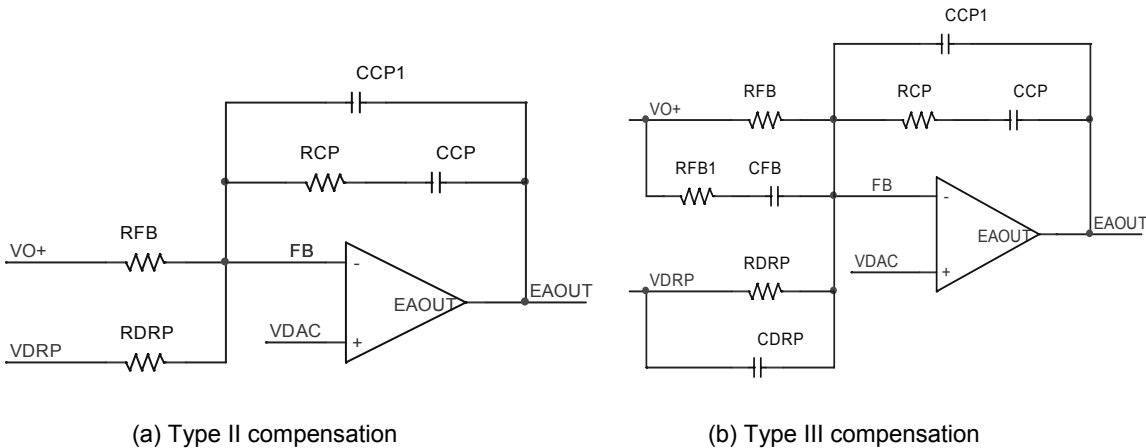 CCP1
RCP
CCP
VO+
RFB
FB
EAOUT
EAOUT
VDRP
RDRP
VDAC
-
+
(a) Type II compensation
CCP1
VO+
RFB
RCP
CCP
RFB1
CFB
FB
EAOUT
EAOUT
VDRP
RDRP
VDAC
-
+
CDRP
(b) Type III compensation